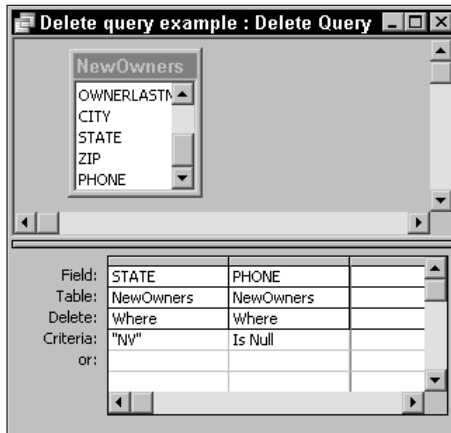 Delete query example : Delete Query
NewOwners
OWNERLASTN
CITY
STATE
ZIP
PHONE
Field: STATE PHONE
Table: NewOwners NewOwners
Delete: Where Where
Criteria: "NV" Is Null
or: